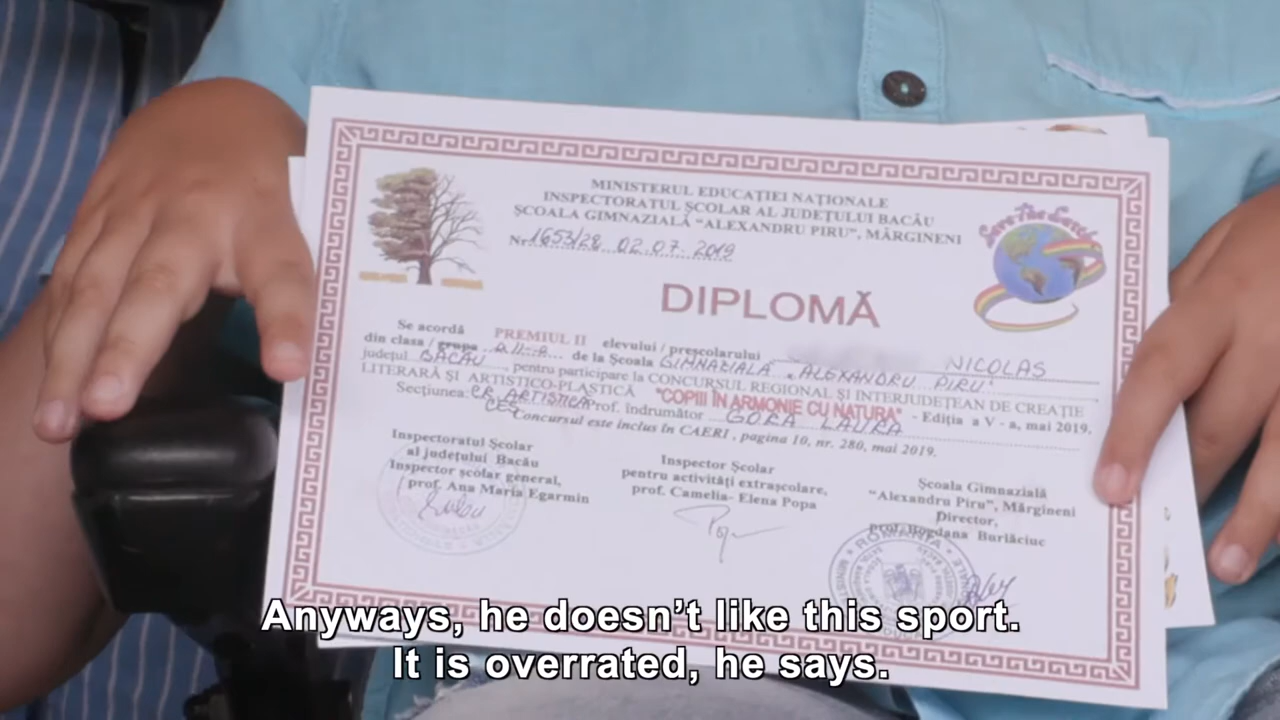 MINISTERUL EDUCAȚIEI NAȚIONALE
INSPECTORATUL ȘCOLAR AL JUDEȚULUI BACĂU
ȘCOALA GIMNAZIALĂ "ALEXANDRU PIRU", MĂRGINENI
Nr. 1653/28 02.07.2019
Save The Earth
DIPLOMĂ
Se acordă PREMIUL II elevului / preșcolarului NICOLAS
din clasa / grupa de la Școala GIMNAZIALĂ "ALEXANDRU PIRU"
județul BACĂU, pentru participare la CONCURSUL REGIONAL ȘI INTERJUDEȚEAN DE CREAȚIE
LITERARĂ ȘI ARTISTICO-PLASTICĂ "COPIII ÎN ARMONIE CU NATURA" - Ediția a V - a, mai 2019.
Secțiunea: CR. ARTISTICA Prof. îndrumător GORA LAURA
CES
Concursul este inclus în CAERI, pagina 10, nr. 280, mai 2019.
Inspectoratul Școlar
al județului Bacău
Inspector școlar general,
prof. Ana Maria Egarmin
Inspector Școlar
pentru activități extrașcolare,
prof. Camelia- Elena Popa
Școala Gimnazială
"Alexandru Piru", Mărgineni
Director,
prof. Bogdana Burlăciuc
ROMÂNIA
Anyways, he doesn't like this sport.
It is overrated, he says.